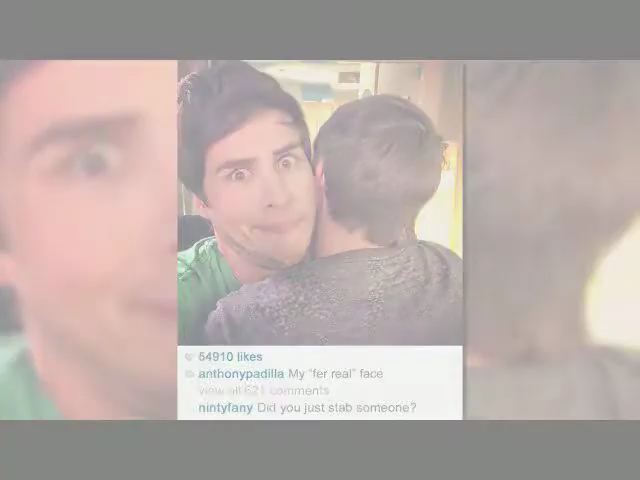 54910 likes
anthonypadilla My "fer real" face
view all 621 comments
nintyfany Did you just stab someone?